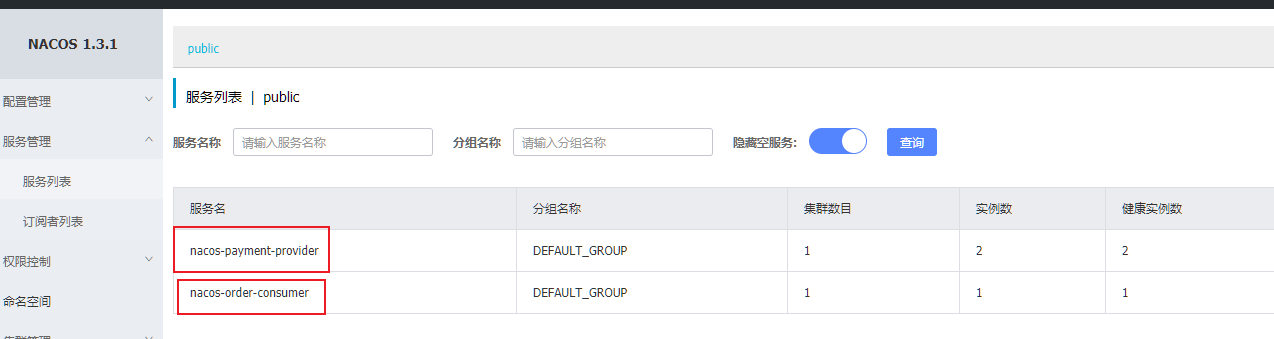 NACOS 1.3.1
public
配置管理
服务管理
服务列表
订阅者列表
权限控制
命名空间
集群管理
服务列表 | public
服务名称 请输入服务名称 分组名称 请输入分组名称 隐藏空服务: 查询
服务名 分组名称 集群数目 实例数 健康实例数
nacos-payment-provider DEFAULT_GROUP 1 2 2
nacos-order-consumer DEFAULT_GROUP 1 1 1